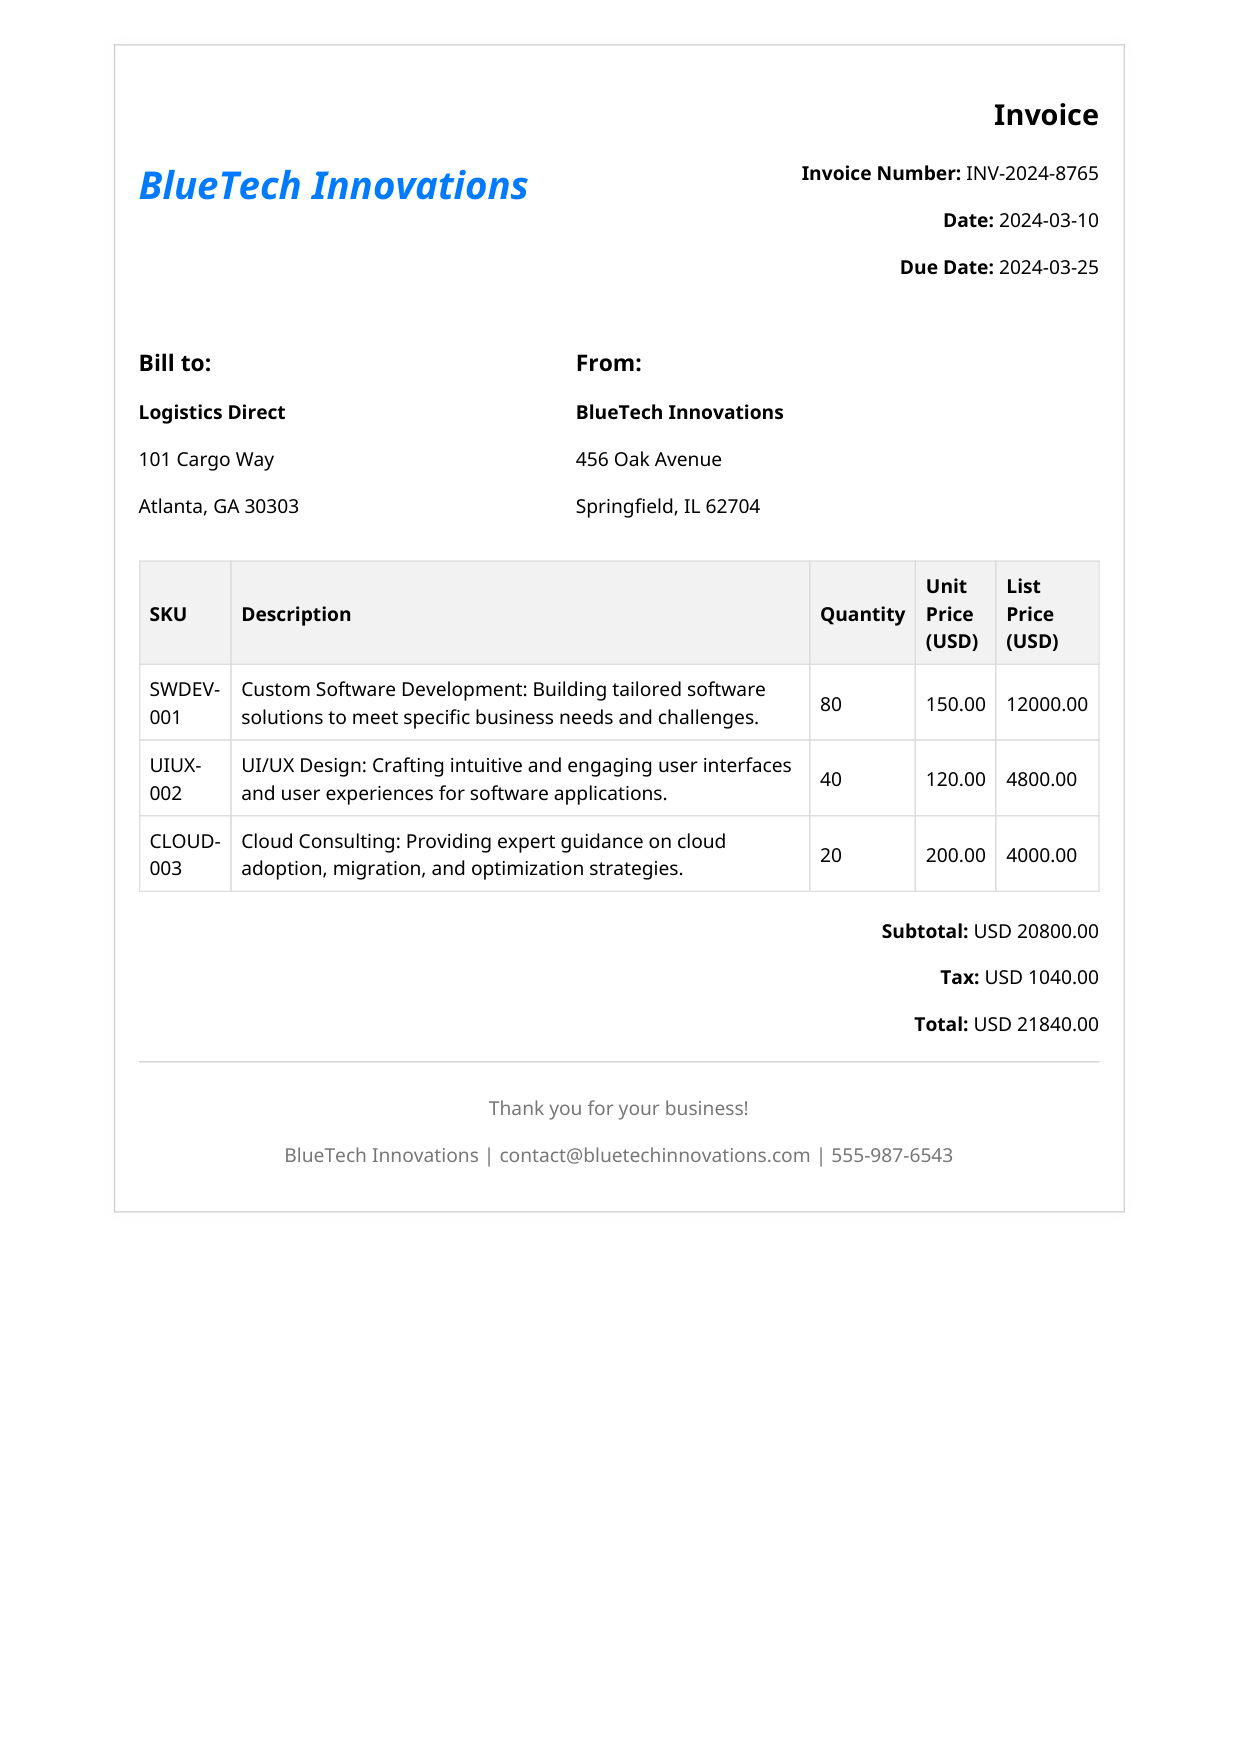 Invoice
BlueTech Innovations
Invoice Number: INV-2024-8765
Date: 2024-03-10
Due Date: 2024-03-25
Bill to:
Logistics Direct
101 Cargo Way
Atlanta, GA 30303
From:
BlueTech Innovations
456 Oak Avenue
Springfield, IL 62704
SKU
Description
Quantity
Unit
Price
(USD)
List
Price
(USD)
SWDEV-
001
Custom Software Development: Building tailored software
solutions to meet specific business needs and challenges.
80
150.00
12000.00
UIUX-
002
UI/UX Design: Crafting intuitive and engaging user interfaces
and user experiences for software applications.
40
120.00
4800.00
CLOUD-
003
Cloud Consulting: Providing expert guidance on cloud
adoption, migration, and optimization strategies.
20
200.00
4000.00
Subtotal: USD 20800.00
Tax: USD 1040.00
Total: USD 21840.00
Thank you for your business!
BlueTech Innovations | contact@bluetechinnovations.com | 555-987-6543